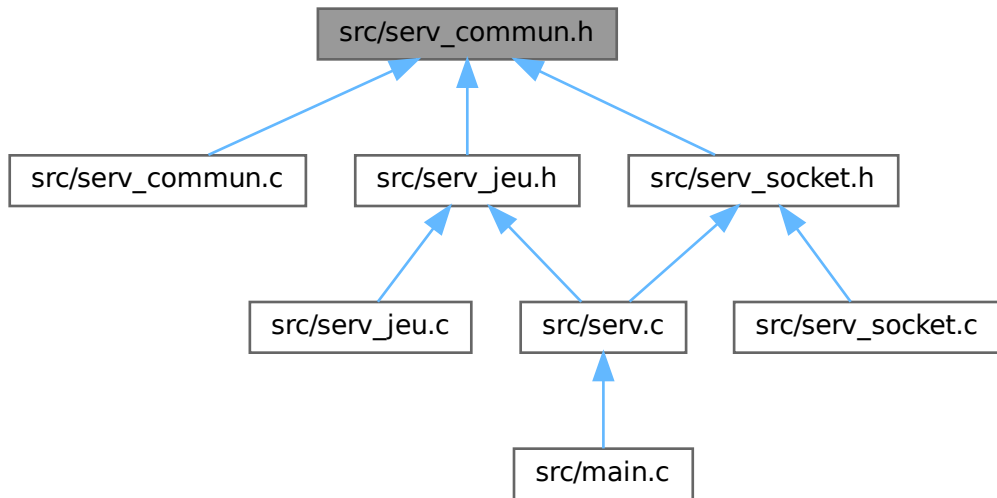 src/serv_commun.h
src/serv_commun.c
src/serv_jeu.h
src/serv_socket.h
src/serv_jeu.c
src/serv.c
src/serv_socket.c
src/main.c